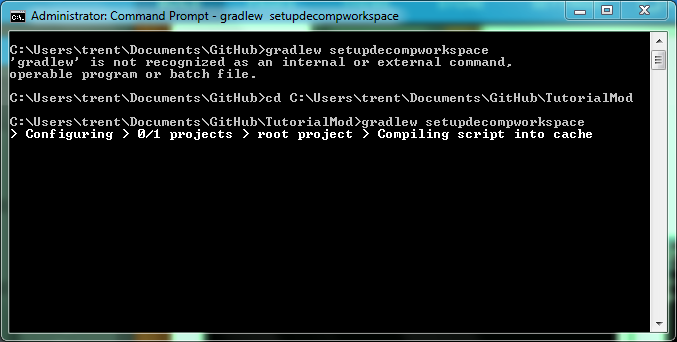 Administrator: Command Prompt - gradlew  setupdecompworkspace
C:\Users\trent\Documents\GitHub>gradlew setupdecompworkspace
'gradlew' is not recognized as an internal or external command,
operable program or batch file.
C:\Users\trent\Documents\GitHub>cd C:\Users\trent\Documents\GitHub\TutorialMod
C:\Users\trent\Documents\GitHub\TutorialMod>gradlew setupdecompworkspace
> Configuring > 0/1 projects > root project > Compiling script into cache